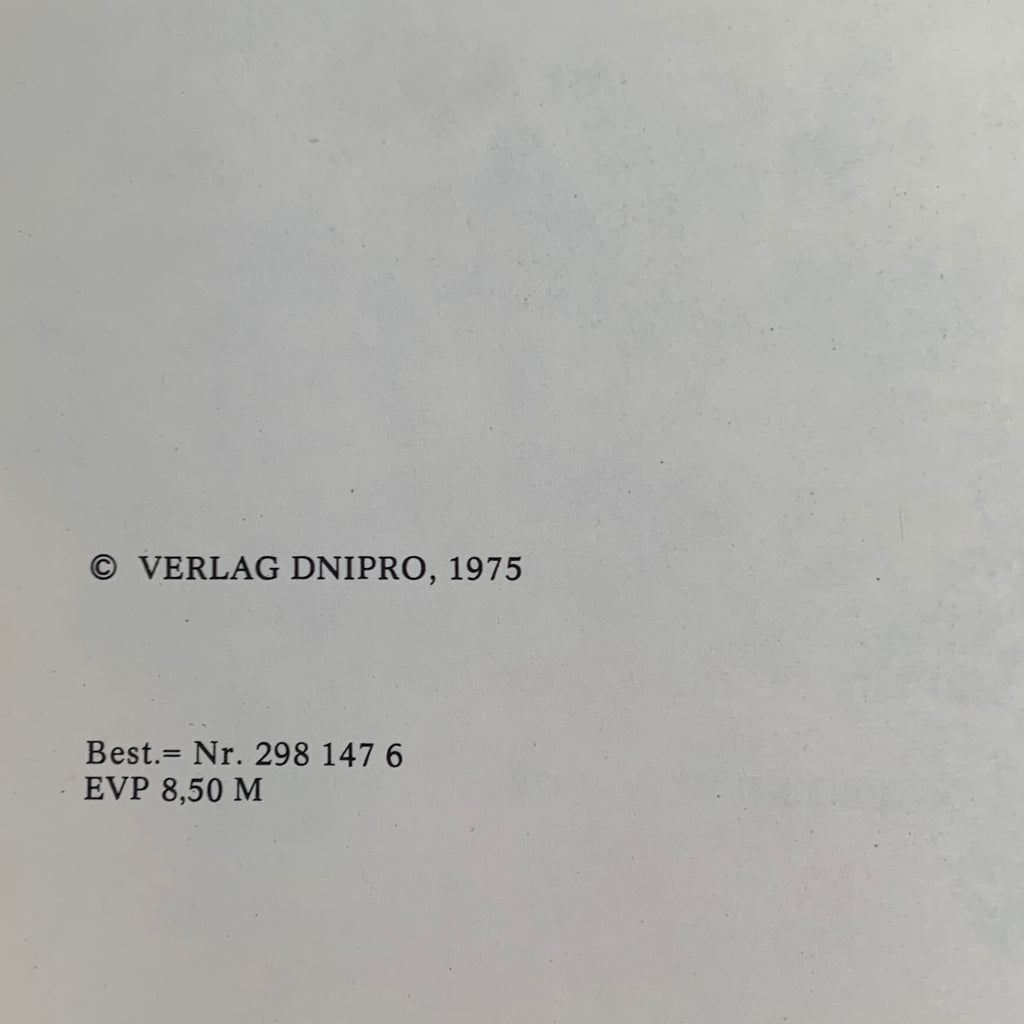 © VERLAG DNIPRO, 1975
Best.= Nr. 298 147 6
EVP 8,50 M